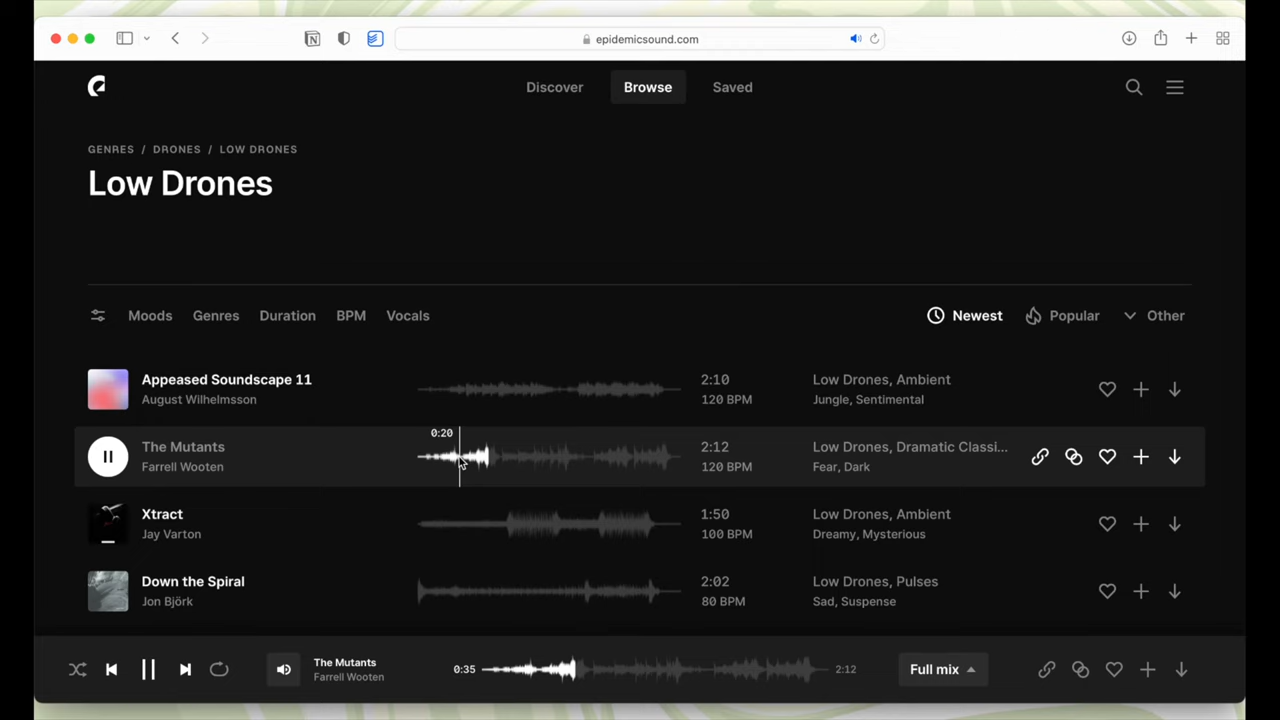 epidemicsound.com
Discover Browse Saved
GENRES / DRONES / LOW DRONES
Low Drones
Moods Genres Duration BPM Vocals Newest Popular Other
Appeased Soundscape 11 2:10 Low Drones, Ambient
August Wilhelmsson 120 BPM Jungle, Sentimental
0:20
The Mutants 2:12 Low Drones, Dramatic Classi...
Farrell Wooten 120 BPM Fear, Dark
Xtract 1:50 Low Drones, Ambient
Jay Varton 100 BPM Dreamy, Mysterious
Down the Spiral 2:02 Low Drones, Pulses
Jon Björk 80 BPM Sad, Suspense
The Mutants 0:35 2:12 Full mix
Farrell Wooten